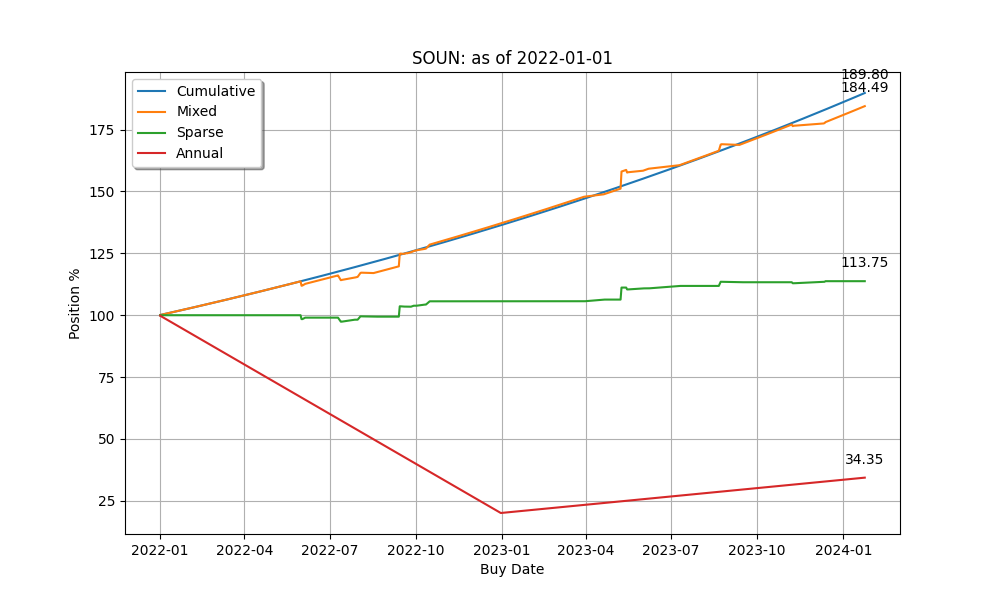 SOUN: as of 2022-01-01
189.80
184.49
Cumulative
Mixed
Sparse
Annual
113.75
34.35
175
150
125
100
75
50
25
Position %
2022-01 2022-04 2022-07 2022-10 2023-01 2023-04 2023-07 2023-10 2024-01
Buy Date